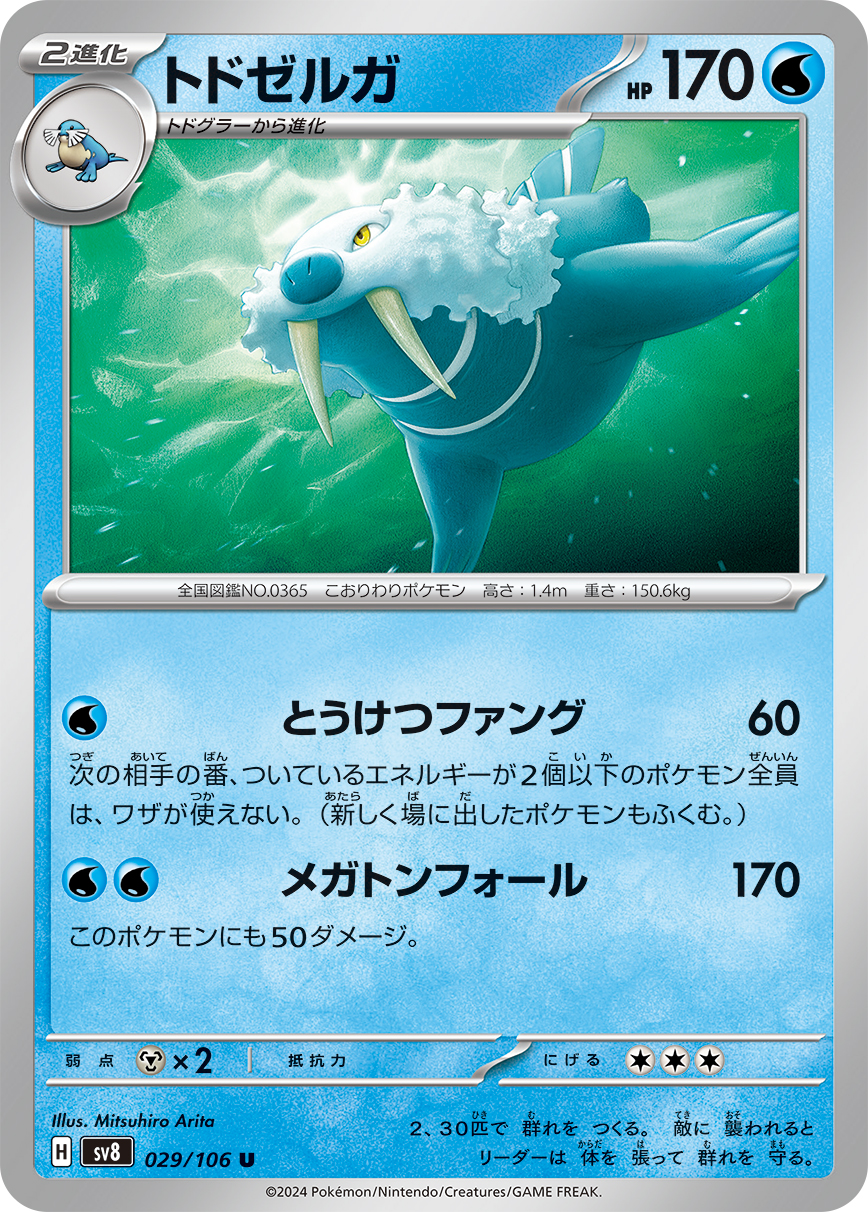 2進化
トドゼルガ
HP 170
トドグラーから進化
全国図鑑NO.0365 こおりわりポケモン 高さ：1.4m 重さ：150.6kg
とうけつファング 60
次の相手の番、ついているエネルギーが2個以下のポケモン全員
は、ワザが使えない。（新しく場に出したポケモンもふくむ。）
メガトンフォール 170
このポケモンにも50ダメージ。
弱点 ×2 抵抗力 にげる
Illus. Mitsuhiro Arita
H sv8 029/106 U
2、30匹で 群れを つくる。 敵に 襲われると
リーダーは 体を 張って 群れを 守る。
©2024 Pokémon/Nintendo/Creatures/GAME FREAK.